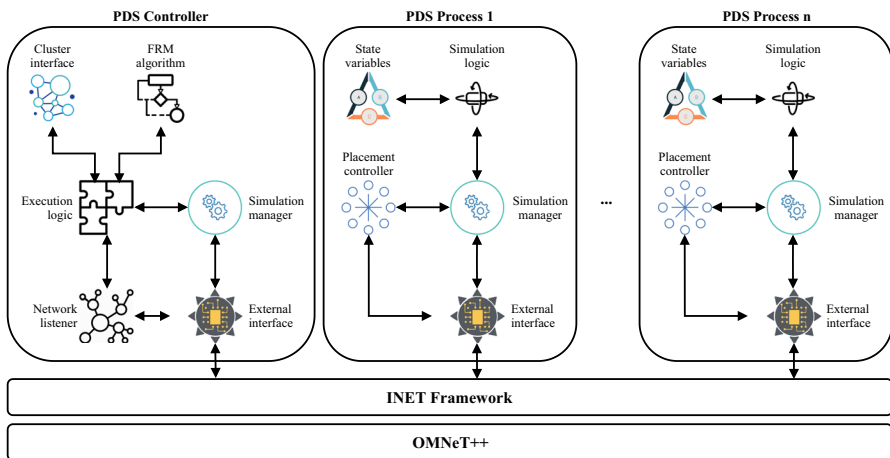 PDS Controller
Cluster
interface
FRM
algorithm
Execution
logic
Simulation
manager
Network
listener
External
interface
PDS Process 1
State
variables
Simulation
logic
A
B
C
Placement
controller
Simulation
manager
External
interface
...
PDS Process n
State
variables
Simulation
logic
A
B
C
Placement
controller
Simulation
manager
External
interface
INET Framework
OMNeT++